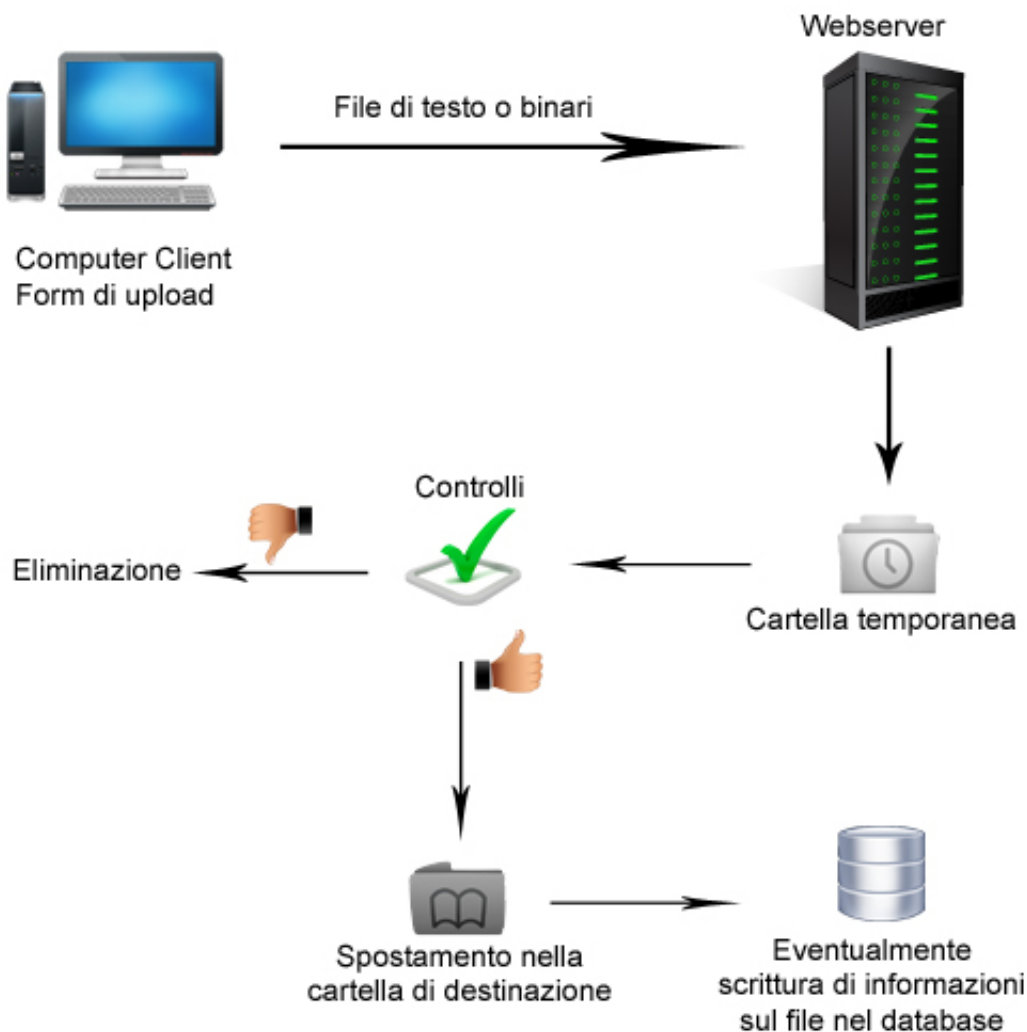 Webserver
File di testo o binari
Computer Client
Form di upload
Controlli
Eliminazione
Cartella temporanea
Spostamento nella
cartella di destinazione
Eventualmente
scrittura di informazioni
sul file nel database